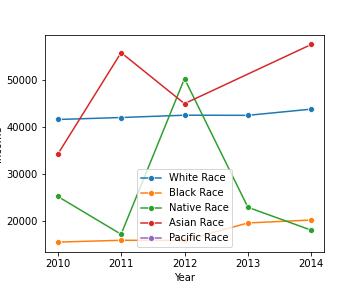 50000
40000
30000
20000
White Race
Black Race
Native Race
Asian Race
Pacific Race
2010 2011 2012 2013 2014
Year